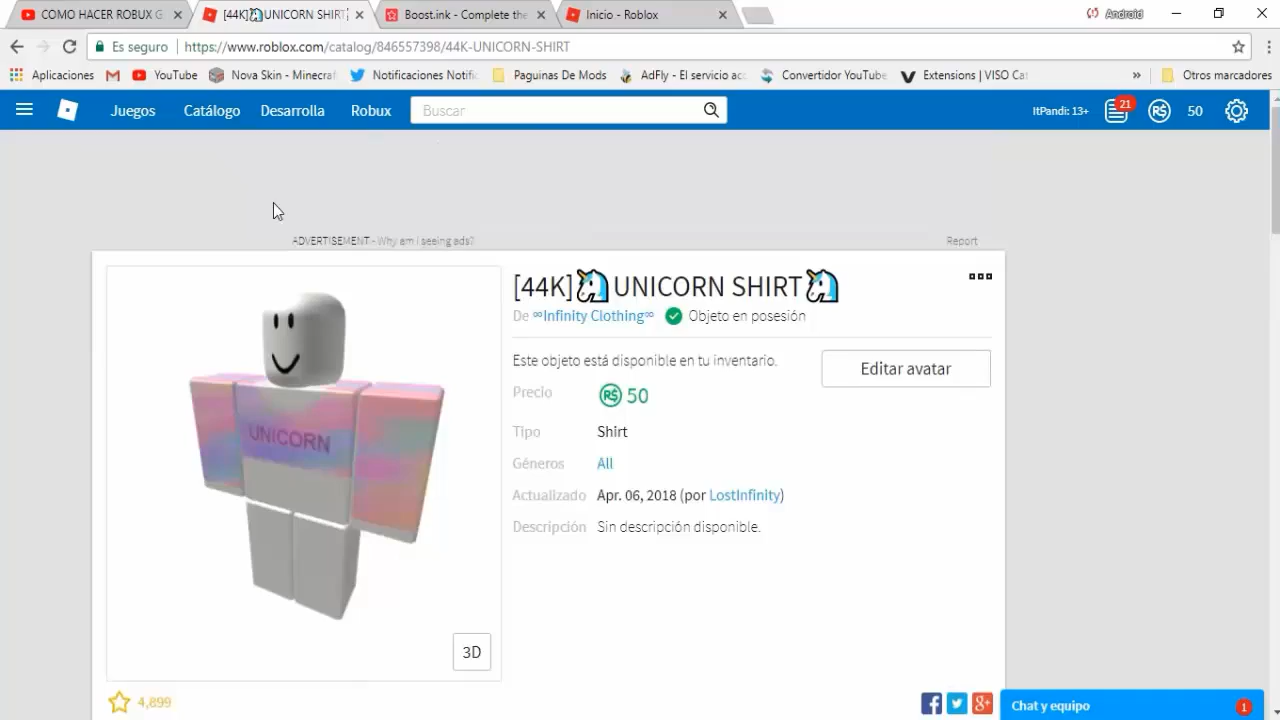 COMO HACER ROBUX G
[44K]🦄UNICORN SHIRT
Boost.ink - Complete the
Inicio - Roblox
Android
Es seguro
https://www.roblox.com/catalog/846557398/44K-UNICORN-SHIRT
Aplicaciones
YouTube
Nova Skin - Minecraf
Notificaciones Notific
Paguinas De Mods
AdFly - El servicio acc
Convertidor YouTube
Extensions | VISO Cat
»
Otros marcadores
Juegos
Catálogo
Desarrolla
Robux
Buscar
ItPandi: 13+
21
R$
50
ADVERTISEMENT - Why am I seeing ads?
Report
[44K]🦄UNICORN SHIRT🦄
De ∞Infinity Clothing∞ Objeto en posesión
Este objeto está disponible en tu inventario.
Editar avatar
Precio R$ 50
Tipo Shirt
Géneros All
Actualizado Apr. 06, 2018 (por LostInfinity)
Descripción Sin descripción disponible.
UNICORN
3D
4,899
Chat y equipo
1